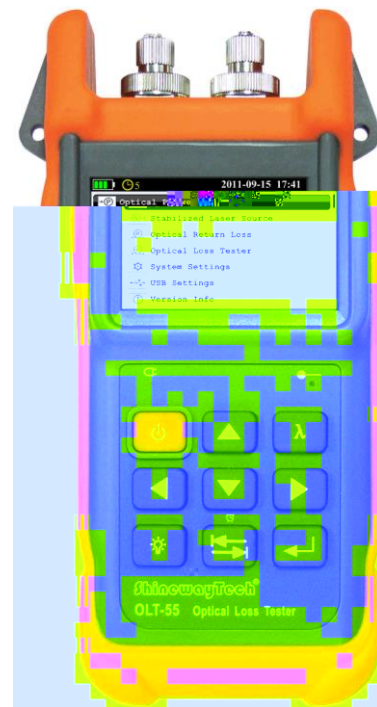 5 2011-09-15 17:41
Optical
Stabilized Laser Source
Optical Return Loss
Optical Loss Tester
System Settings
USB Settings
Version Info
λ
ShinewayTech®
OLT-55 Optical Loss Tester